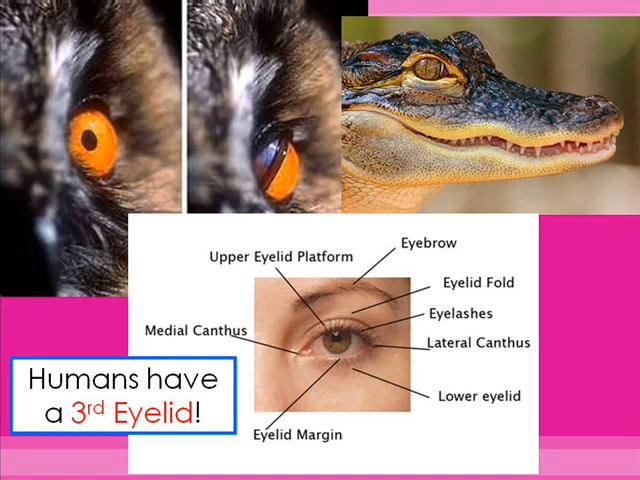 Eyebrow
Upper Eyelid Platform
Eyelid Fold
Eyelashes
Medial Canthus
Lateral Canthus
Humans have
a 3rd Eyelid!
Lower eyelid
Eyelid Margin